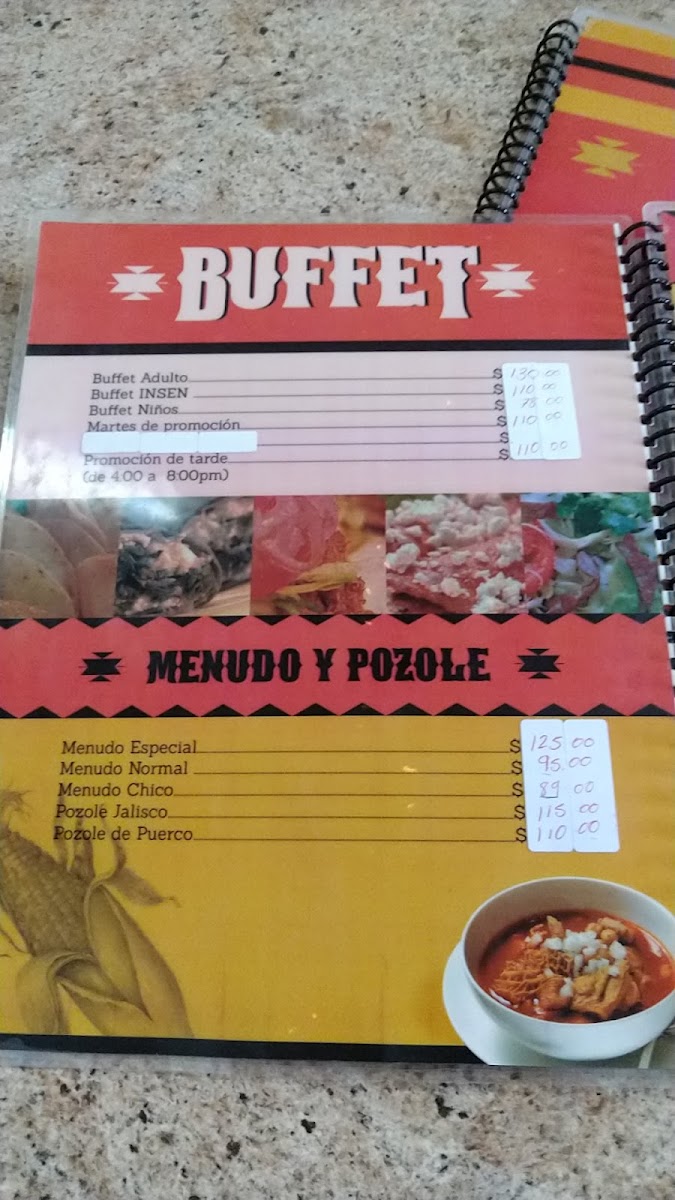 BUFFET
Buffet Adulto $ 130 00
Buffet INSEN $ 110 00
Buffet Niños $ 78 00
Martes de promoción $ 110 00
$
Promoción de tarde $ 110 00
(de 4:00 a 8:00pm)
MENUDO Y POZOLE
Menudo Especial $ 125 00
Menudo Normal $ 95.00
Menudo Chico $ 89 00
Pozole Jalisco $ 115 00
Pozole de Puerco $ 110 00